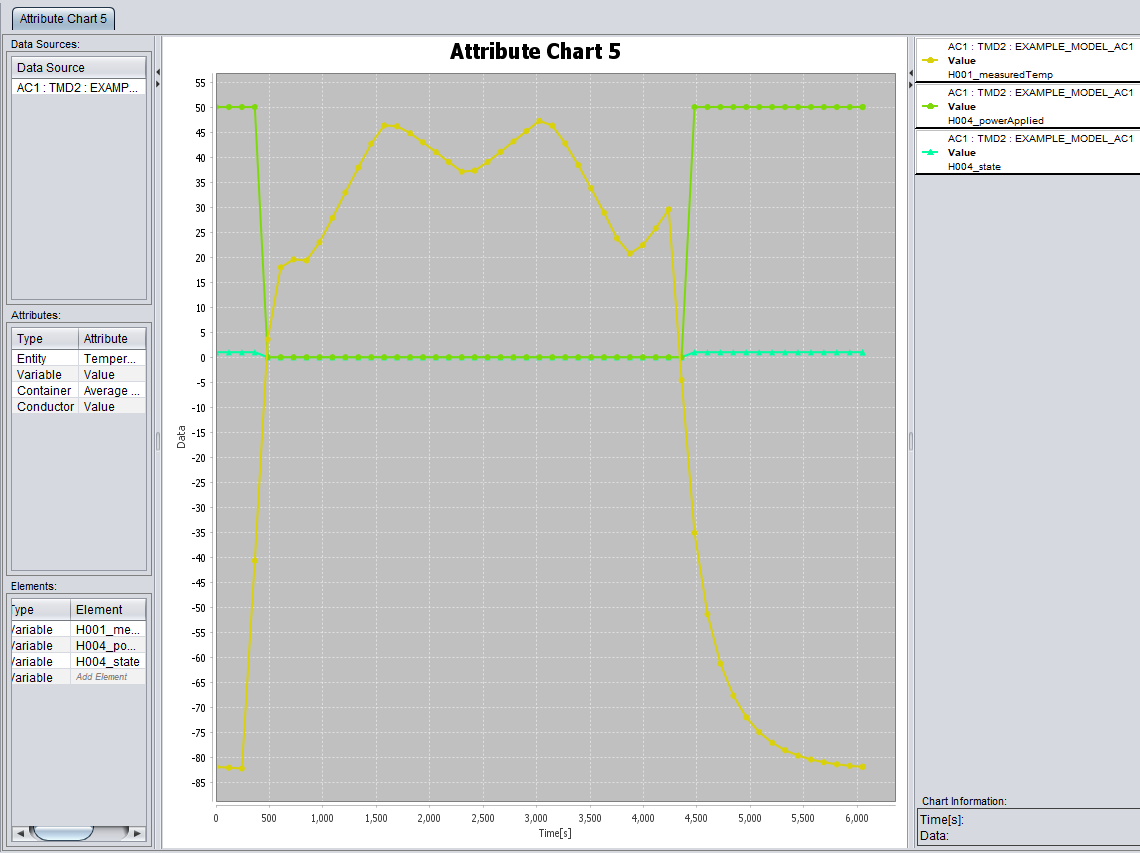 Attribute Chart 5
Data Sources:
Data Source
AC1 : TMD2 : EXAMP...
Attributes:
Type Attribute
Entity Temper...
Variable Value
Container Average ...
Conductor Value
Elements:
Type Element
Variable H001_me...
Variable H004_po...
Variable H004_state
Variable Add Element
Attribute Chart 5
55
50
45
40
35
30
25
20
15
10
5
0
-5
-10
-15
-20
-25
-30
-35
-40
-45
-50
-55
-60
-65
-70
-75
-80
-85
Data
0 500 1,000 1,500 2,000 2,500 3,000 3,500 4,000 4,500 5,000 5,500 6,000
Time[s]
AC1 : TMD2 : EXAMPLE_MODEL_AC1
Value
H001_measuredTemp
AC1 : TMD2 : EXAMPLE_MODEL_AC1
Value
H004_powerApplied
AC1 : TMD2 : EXAMPLE_MODEL_AC1
Value
H004_state
Chart Information:
Time[s]:
Data: